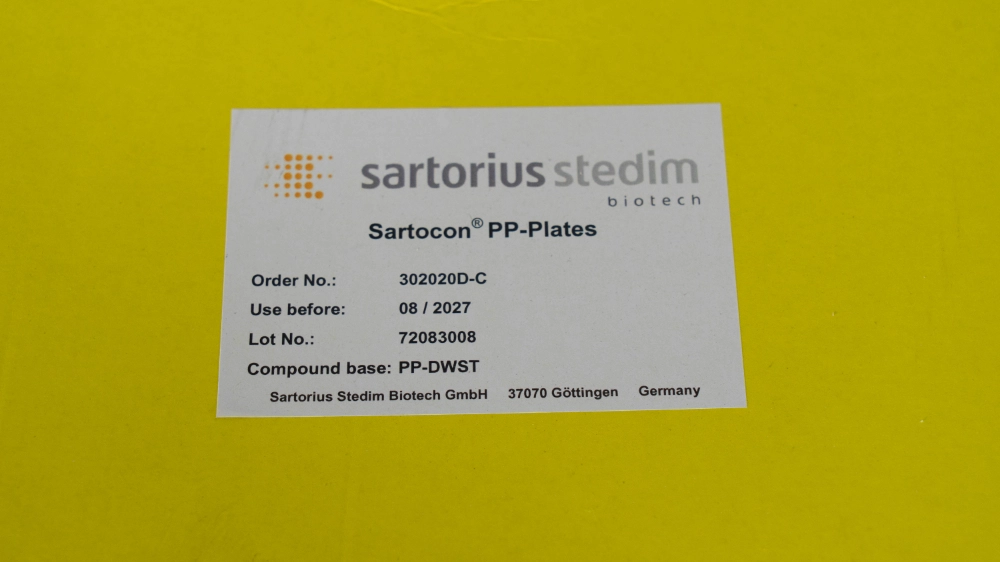 sartorius stedim
biotech
Sartocon® PP-Plates
Order No.: 302020D-C
Use before: 08 / 2027
Lot No.: 72083008
Compound base: PP-DWST
Sartorius Stedim Biotech GmbH 37070 Göttingen Germany